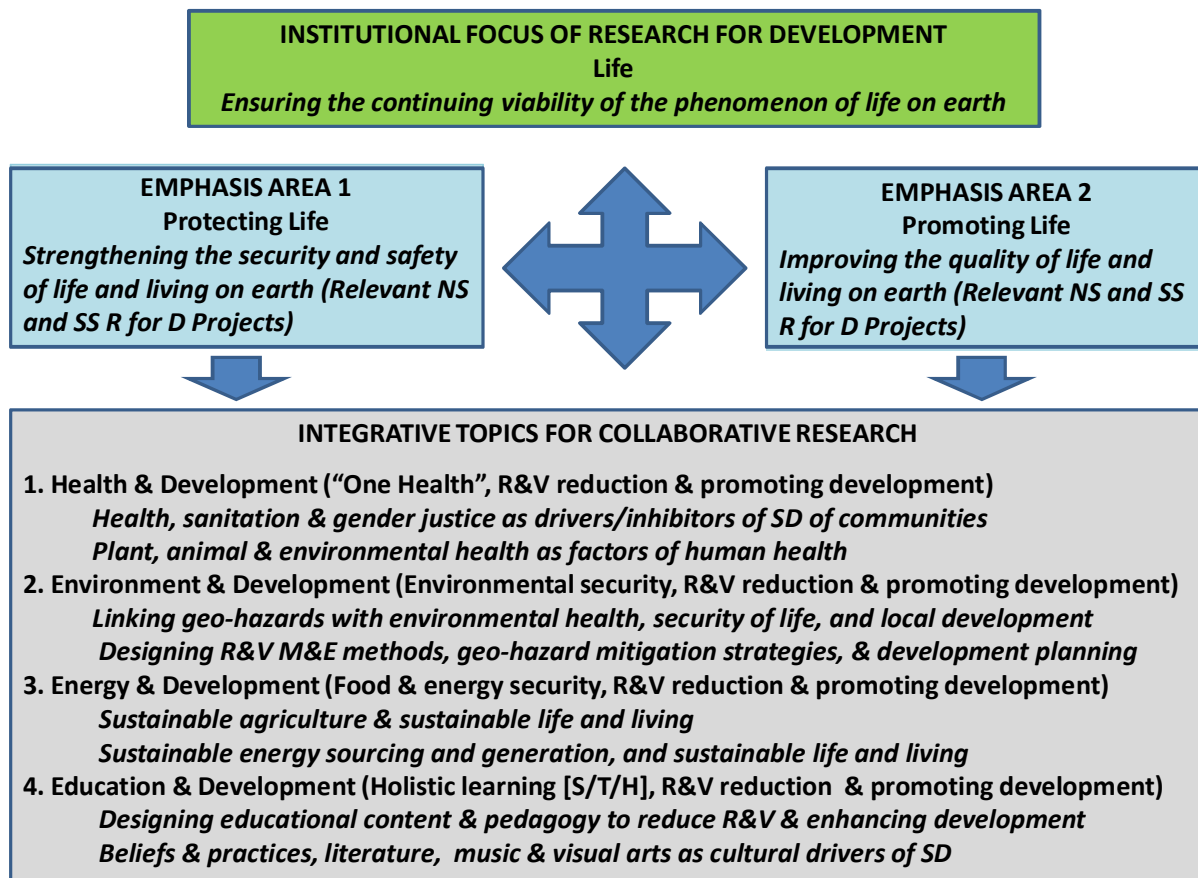 INSTITUTIONAL FOCUS OF RESEARCH FOR DEVELOPMENT
Life
Ensuring the continuing viability of the phenomenon of life on earth
EMPHASIS AREA 1
Protecting Life
Strengthening the security and safety
of life and living on earth (Relevant NS
and SS R for D Projects)
EMPHASIS AREA 2
Promoting Life
Improving the quality of life and
living on earth (Relevant NS and SS
R for D Projects)
INTEGRATIVE TOPICS FOR COLLABORATIVE RESEARCH
1. Health & Development (“One Health”, R&V reduction & promoting development)
Health, sanitation & gender justice as drivers/inhibitors of SD of communities
Plant, animal & environmental health as factors of human health
2. Environment & Development (Environmental security, R&V reduction & promoting development)
Linking geo-hazards with environmental health, security of life, and local development
Designing R&V M&E methods, geo-hazard mitigation strategies, & development planning
3. Energy & Development (Food & energy security, R&V reduction & promoting development)
Sustainable agriculture & sustainable life and living
Sustainable energy sourcing and generation, and sustainable life and living
4. Education & Development (Holistic learning [S/T/H], R&V reduction & promoting development)
Designing educational content & pedagogy to reduce R&V & enhancing development
Beliefs & practices, literature, music & visual arts as cultural drivers of SD